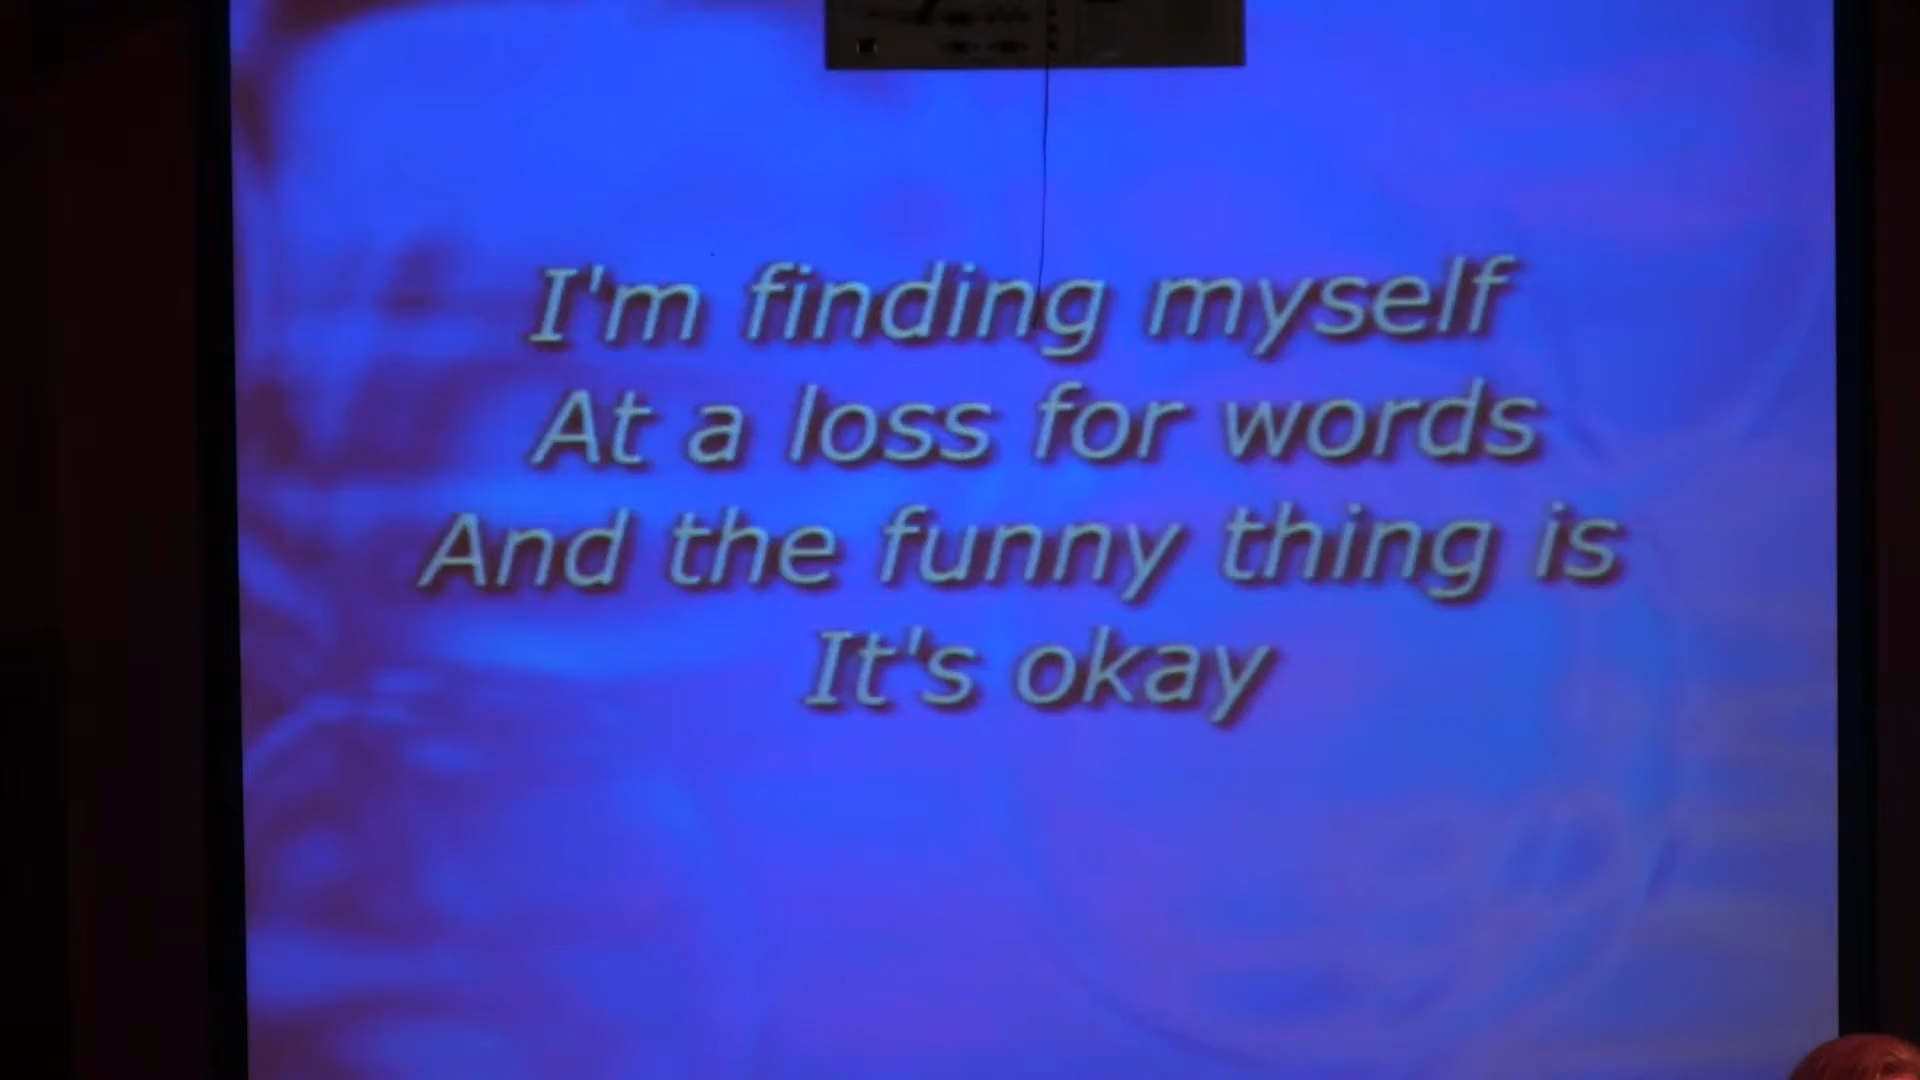 I'm finding myself
At a loss for words
And the funny thing is
It's okay